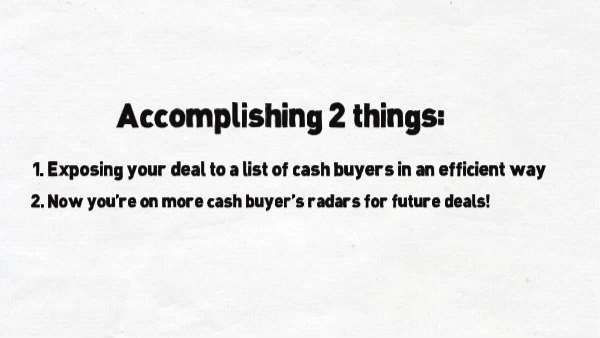 Accomplishing 2 things:
1. Exposing your deal to a list of cash buyers in an efficient way
2. Now you're on more cash buyer's radars for future deals!